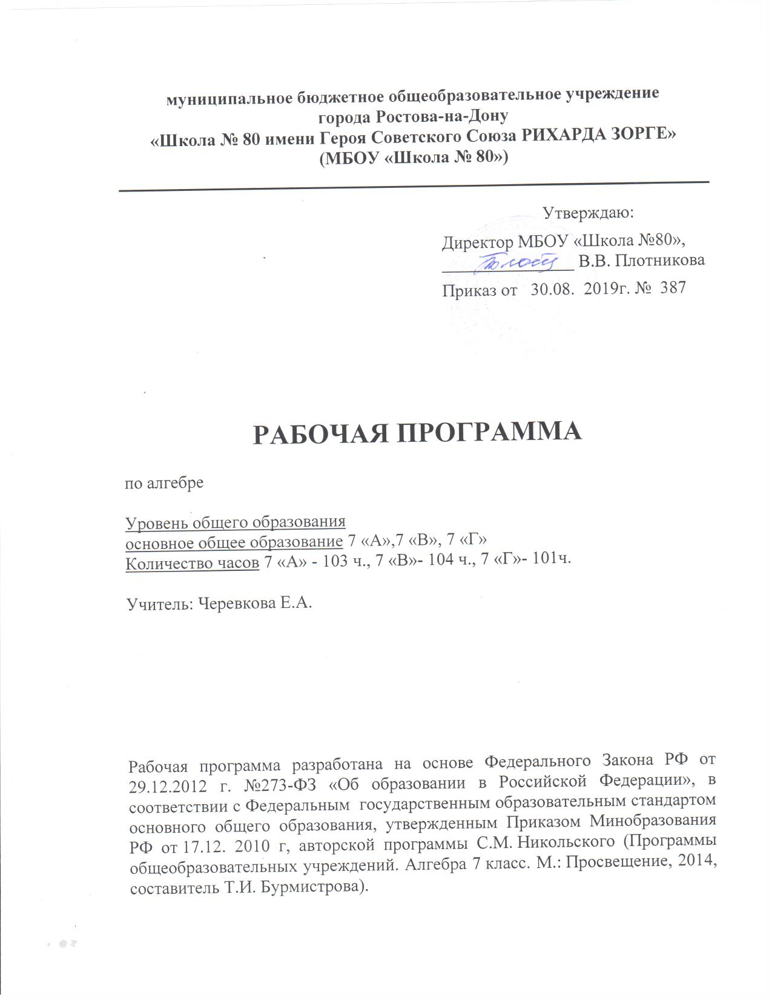 муниципальное бюджетное общеобразовательное учреждение
города Ростова-на-Дону
«Школа № 80 имени Героя Советского Союза РИХАРДА ЗОРГЕ»
(МБОУ «Школа № 80»)
Утверждаю:
Директор МБОУ «Школа №80»,
_______________ В.В. Плотникова
Приказ от 30.08. 2019г. № 387
РАБОЧАЯ ПРОГРАММА
по алгебре
Уровень общего образования
основное общее образование 7 «А»,7 «В», 7 «Г»
Количество часов 7 «А» - 103 ч., 7 «В»- 104 ч., 7 «Г»- 101ч.
Учитель: Черевкова Е.А.
Рабочая программа разработана на основе Федерального Закона РФ от
29.12.2012 г. №273-ФЗ «Об образовании в Российской Федерации», в
соответствии с Федеральным государственным образовательным стандартом
основного общего образования, утвержденным Приказом Минобразования
РФ от 17.12. 2010 г, авторской программы С.М. Никольского (Программы
общеобразовательных учреждений. Алгебра 7 класс. М.: Просвещение, 2014,
составитель Т.И. Бурмистрова).